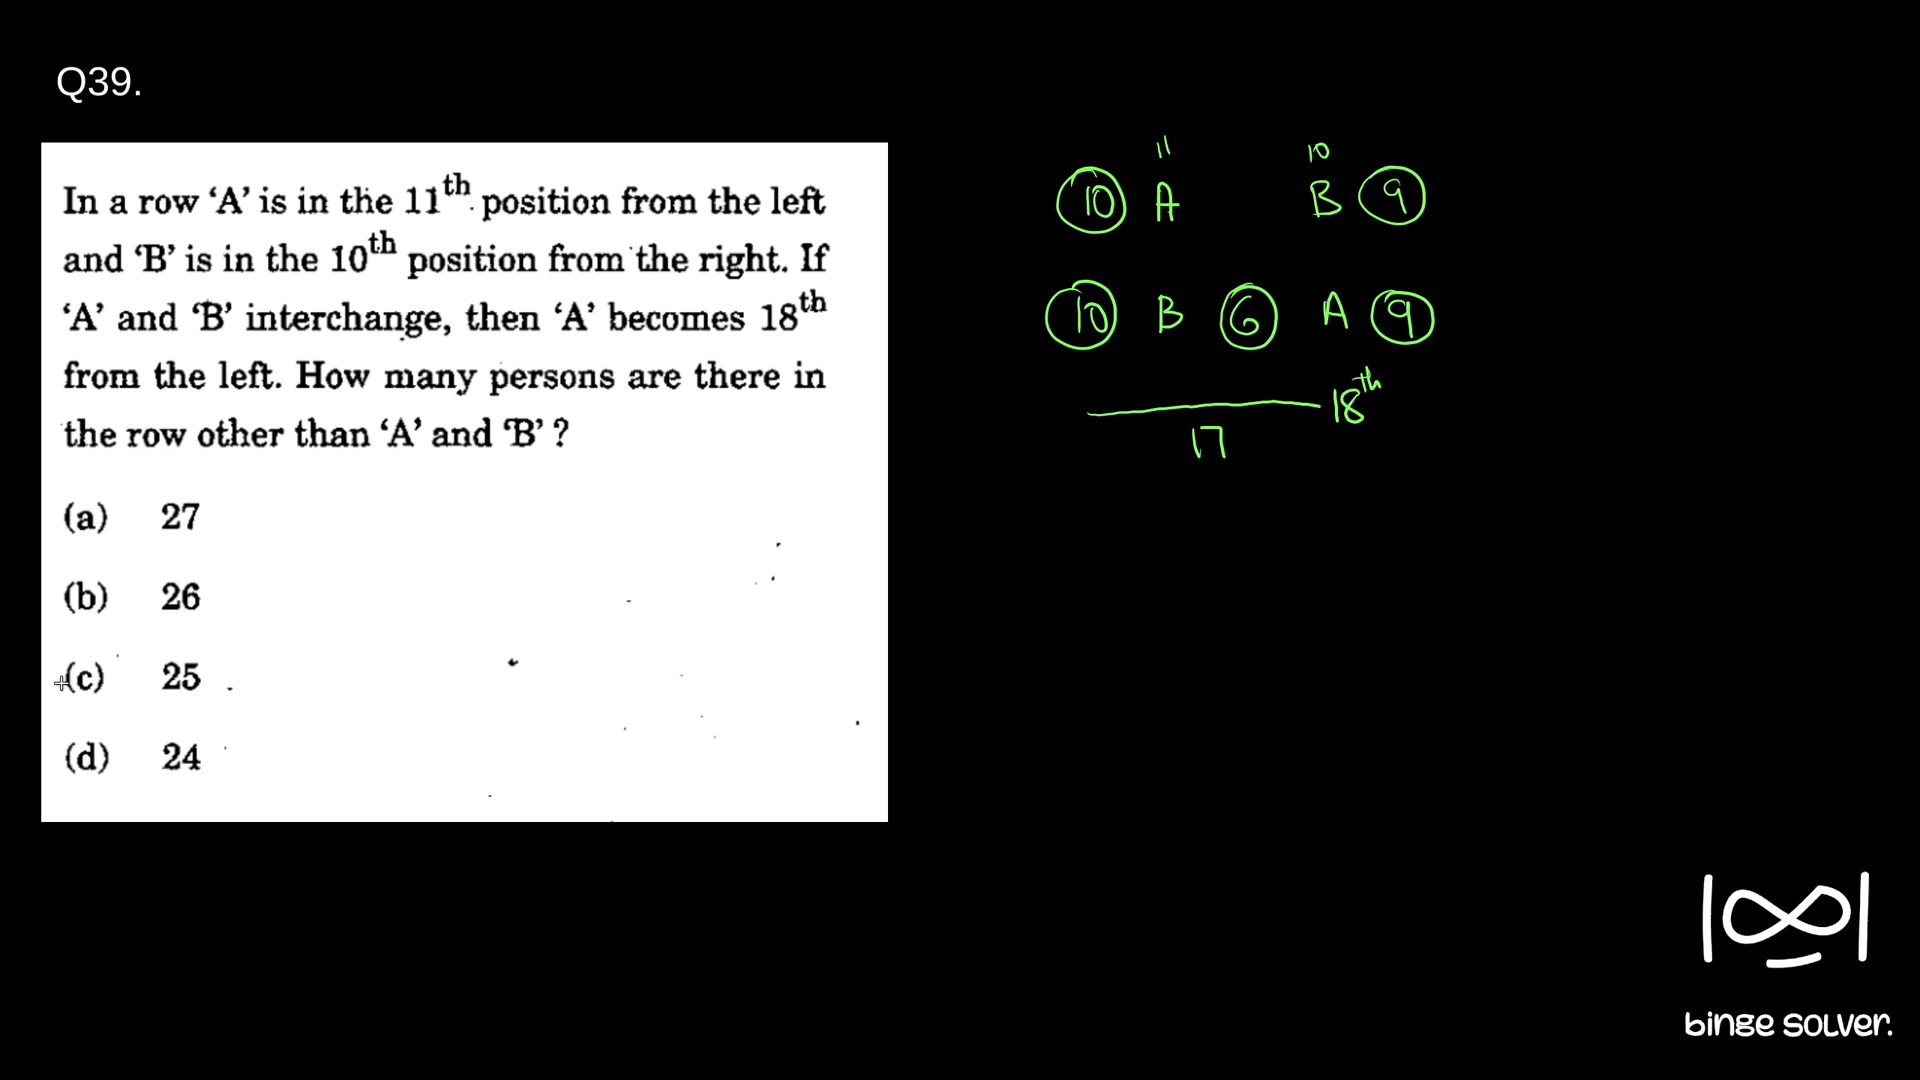 Q39.
In a row ‘A’ is in the 11th position from the left
and ‘B’ is in the 10th position from the right. If
‘A’ and ‘B’ interchange, then ‘A’ becomes 18th
from the left. How many persons are there in
the row other than ‘A’ and ‘B’ ?
(a) 27
(b) 26
(c) 25
(d) 24
11 10
10 A B 9
10 B 6 A 9
18th
17
binge solver.